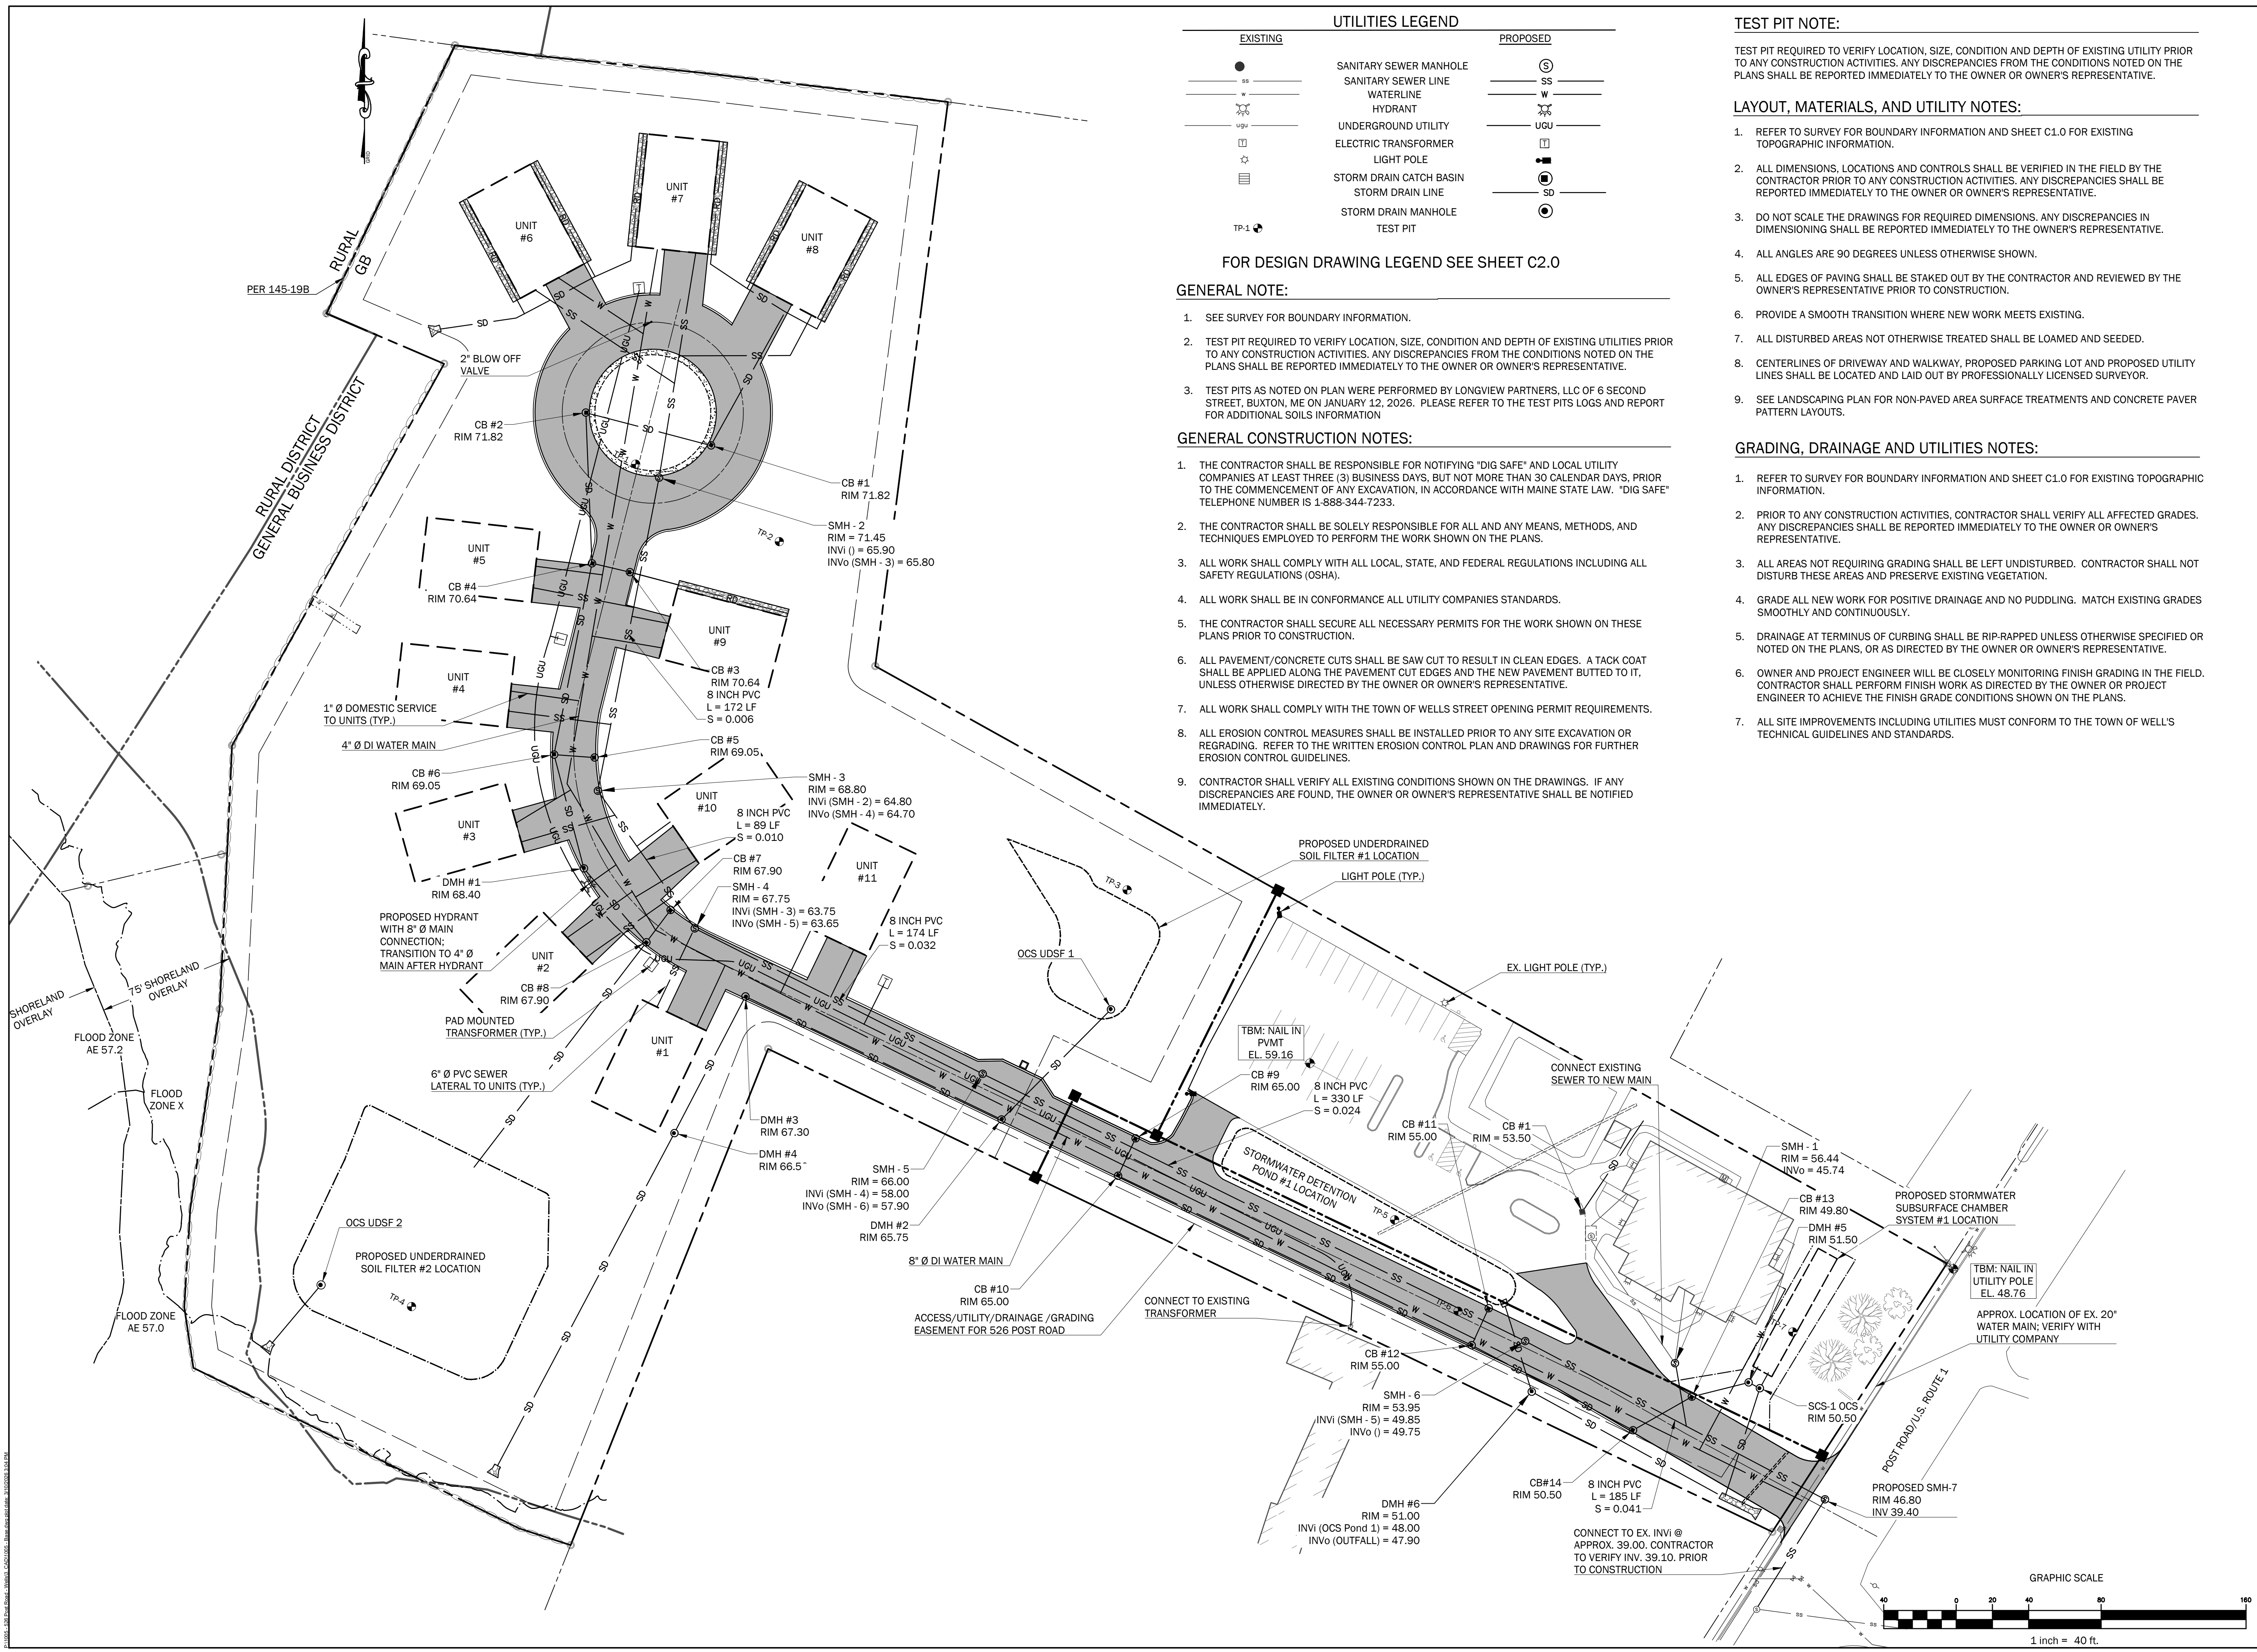 UTILITIES LEGEND
EXISTING
PROPOSED
SANITARY SEWER MANHOLE
SANITARY SEWER LINE
WATERLINE
HYDRANT
UNDERGROUND UTILITY
ELECTRIC TRANSFORMER
LIGHT POLE
STORM DRAIN CATCH BASIN
STORM DRAIN LINE
STORM DRAIN MANHOLE
TP-1
TEST PIT
S
SS
W
UGU
T
SD
ss
w
ugu
T
FOR DESIGN DRAWING LEGEND SEE SHEET C2.0
GENERAL NOTE:
1. SEE SURVEY FOR BOUNDARY INFORMATION.
2. TEST PIT REQUIRED TO VERIFY LOCATION, SIZE, CONDITION AND DEPTH OF EXISTING UTILITIES PRIOR
TO ANY CONSTRUCTION ACTIVITIES. ANY DISCREPANCIES FROM THE CONDITIONS NOTED ON THE
PLANS SHALL BE REPORTED IMMEDIATELY TO THE OWNER OR OWNER'S REPRESENTATIVE.
3. TEST PITS AS NOTED ON PLAN WERE PERFORMED BY LONGVIEW PARTNERS, LLC OF 6 SECOND
STREET, BUXTON, ME ON JANUARY 12, 2026. PLEASE REFER TO THE TEST PITS LOGS AND REPORT
FOR ADDITIONAL SOILS INFORMATION
GENERAL CONSTRUCTION NOTES:
1. THE CONTRACTOR SHALL BE RESPONSIBLE FOR NOTIFYING "DIG SAFE" AND LOCAL UTILITY
COMPANIES AT LEAST THREE (3) BUSINESS DAYS, BUT NOT MORE THAN 30 CALENDAR DAYS, PRIOR
TO THE COMMENCEMENT OF ANY EXCAVATION, IN ACCORDANCE WITH MAINE STATE LAW. "DIG SAFE"
TELEPHONE NUMBER IS 1-888-344-7233.
2. THE CONTRACTOR SHALL BE SOLELY RESPONSIBLE FOR ALL AND ANY MEANS, METHODS, AND
TECHNIQUES EMPLOYED TO PERFORM THE WORK SHOWN ON THE PLANS.
3. ALL WORK SHALL COMPLY WITH ALL LOCAL, STATE, AND FEDERAL REGULATIONS INCLUDING ALL
SAFETY REGULATIONS (OSHA).
4. ALL WORK SHALL BE IN CONFORMANCE ALL UTILITY COMPANIES STANDARDS.
5. THE CONTRACTOR SHALL SECURE ALL NECESSARY PERMITS FOR THE WORK SHOWN ON THESE
PLANS PRIOR TO CONSTRUCTION.
6. ALL PAVEMENT/CONCRETE CUTS SHALL BE SAW CUT TO RESULT IN CLEAN EDGES. A TACK COAT
SHALL BE APPLIED ALONG THE PAVEMENT CUT EDGES AND THE NEW PAVEMENT BUTTED TO IT,
UNLESS OTHERWISE DIRECTED BY THE OWNER OR OWNER'S REPRESENTATIVE.
7. ALL WORK SHALL COMPLY WITH THE TOWN OF WELLS STREET OPENING PERMIT REQUIREMENTS.
8. ALL EROSION CONTROL MEASURES SHALL BE INSTALLED PRIOR TO ANY SITE EXCAVATION OR
REGRADING. REFER TO THE WRITTEN EROSION CONTROL PLAN AND DRAWINGS FOR FURTHER
EROSION CONTROL GUIDELINES.
9. CONTRACTOR SHALL VERIFY ALL EXISTING CONDITIONS SHOWN ON THE DRAWINGS. IF ANY
DISCREPANCIES ARE FOUND, THE OWNER OR OWNER'S REPRESENTATIVE SHALL BE NOTIFIED
IMMEDIATELY.
TEST PIT NOTE:
TEST PIT REQUIRED TO VERIFY LOCATION, SIZE, CONDITION AND DEPTH OF EXISTING UTILITY PRIOR
TO ANY CONSTRUCTION ACTIVITIES. ANY DISCREPANCIES FROM THE CONDITIONS NOTED ON THE
PLANS SHALL BE REPORTED IMMEDIATELY TO THE OWNER OR OWNER'S REPRESENTATIVE.
LAYOUT, MATERIALS, AND UTILITY NOTES:
1. REFER TO SURVEY FOR BOUNDARY INFORMATION AND SHEET C1.0 FOR EXISTING
TOPOGRAPHIC INFORMATION.
2. ALL DIMENSIONS, LOCATIONS AND CONTROLS SHALL BE VERIFIED IN THE FIELD BY THE
CONTRACTOR PRIOR TO ANY CONSTRUCTION ACTIVITIES. ANY DISCREPANCIES SHALL BE
REPORTED IMMEDIATELY TO THE OWNER OR OWNER'S REPRESENTATIVE.
3. DO NOT SCALE THE DRAWINGS FOR REQUIRED DIMENSIONS. ANY DISCREPANCIES IN
DIMENSIONING SHALL BE REPORTED IMMEDIATELY TO THE OWNER'S REPRESENTATIVE.
4. ALL ANGLES ARE 90 DEGREES UNLESS OTHERWISE SHOWN.
5. ALL EDGES OF PAVING SHALL BE STAKED OUT BY THE CONTRACTOR AND REVIEWED BY THE
OWNER'S REPRESENTATIVE PRIOR TO CONSTRUCTION.
6. PROVIDE A SMOOTH TRANSITION WHERE NEW WORK MEETS EXISTING.
7. ALL DISTURBED AREAS NOT OTHERWISE TREATED SHALL BE LOAMED AND SEEDED.
8. CENTERLINES OF DRIVEWAY AND WALKWAY, PROPOSED PARKING LOT AND PROPOSED UTILITY
LINES SHALL BE LOCATED AND LAID OUT BY PROFESSIONALLY LICENSED SURVEYOR.
9. SEE LANDSCAPING PLAN FOR NON-PAVED AREA SURFACE TREATMENTS AND CONCRETE PAVER
PATTERN LAYOUTS.
GRADING, DRAINAGE AND UTILITIES NOTES:
1. REFER TO SURVEY FOR BOUNDARY INFORMATION AND SHEET C1.0 FOR EXISTING TOPOGRAPHIC
INFORMATION.
2. PRIOR TO ANY CONSTRUCTION ACTIVITIES, CONTRACTOR SHALL VERIFY ALL AFFECTED GRADES.
ANY DISCREPANCIES SHALL BE REPORTED IMMEDIATELY TO THE OWNER OR OWNER'S
REPRESENTATIVE.
3. ALL AREAS NOT REQUIRING GRADING SHALL BE LEFT UNDISTURBED. CONTRACTOR SHALL NOT
DISTURB THESE AREAS AND PRESERVE EXISTING VEGETATION.
4. GRADE ALL NEW WORK FOR POSITIVE DRAINAGE AND NO PUDDLING. MATCH EXISTING GRADES
SMOOTHLY AND CONTINUOUSLY.
5. DRAINAGE AT TERMINUS OF CURBING SHALL BE RIP-RAPPED UNLESS OTHERWISE SPECIFIED OR
NOTED ON THE PLANS, OR AS DIRECTED BY THE OWNER OR OWNER'S REPRESENTATIVE.
6. OWNER AND PROJECT ENGINEER WILL BE CLOSELY MONITORING FINISH GRADING IN THE FIELD.
CONTRACTOR SHALL PERFORM FINISH WORK AS DIRECTED BY THE OWNER OR PROJECT
ENGINEER TO ACHIEVE THE FINISH GRADE CONDITIONS SHOWN ON THE PLANS.
7. ALL SITE IMPROVEMENTS INCLUDING UTILITIES MUST CONFORM TO THE TOWN OF WELL'S
TECHNICAL GUIDELINES AND STANDARDS.
GRID
RURAL
GB
PER 145-19B
RURAL DISTRICT
GENERAL BUSINESS DISTRICT
UNIT
#6
UNIT
#7
UNIT
#8
2" BLOW OFF
VALVE
CB #2
RIM 71.82
TP-1
CB #1
RIM 71.82
SMH - 2
RIM = 71.45
INVi () = 65.90
INVo (SMH - 3) = 65.80
TP-2
UNIT
#5
CB #4
RIM 70.64
UNIT
#9
CB #3
RIM 70.64
8 INCH PVC
L = 172 LF
S = 0.006
UNIT
#4
1" Ø DOMESTIC SERVICE
TO UNITS (TYP.)
4" Ø DI WATER MAIN
CB #5
RIM 69.05
CB #6
RIM 69.05
SMH - 3
RIM = 68.80
INVi (SMH - 2) = 64.80
INVo (SMH - 4) = 64.70
UNIT
#10
8 INCH PVC
L = 89 LF
S = 0.010
UNIT
#3
CB #7
RIM 67.90
UNIT
#11
DMH #1
RIM 68.40
SMH - 4
RIM = 67.75
INVi (SMH - 3) = 63.75
INVo (SMH - 5) = 63.65
PROPOSED HYDRANT
WITH 8" Ø MAIN
CONNECTION;
TRANSITION TO 4" Ø
MAIN AFTER HYDRANT
8 INCH PVC
L = 174 LF
S = 0.032
UNIT
#2
CB #8
RIM 67.90
PAD MOUNTED
TRANSFORMER (TYP.)
UNIT
#1
6" Ø PVC SEWER
LATERAL TO UNITS (TYP.)
SHORELAND
OVERLAY
75' SHORELAND
OVERLAY
FLOOD ZONE
AE 57.2
FLOOD
ZONE X
FLOOD ZONE
AE 57.0
OCS UDSF 2
PROPOSED UNDERDRAINED
SOIL FILTER #2 LOCATION
TP-4
DMH #3
RIM 67.30
DMH #4
RIM 66.5
TP-3
PROPOSED UNDERDRAINED
SOIL FILTER #1 LOCATION
LIGHT POLE (TYP.)
OCS UDSF 1
EX. LIGHT POLE (TYP.)
TBM: NAIL IN
PVMT
EL. 59.16
CB #9
RIM 65.00
8 INCH PVC
L = 330 LF
S = 0.024
CONNECT EXISTING
SEWER TO NEW MAIN
CB #11
RIM 55.00
CB #1
RIM = 53.50
SMH - 1
RIM = 56.44
INVo = 45.74
CB #13
RIM 49.80
DMH #5
RIM 51.50
PROPOSED STORMWATER
SUBSURFACE CHAMBER
SYSTEM #1 LOCATION
STORMWATER DETENTION
POND #1 LOCATION
TP-5
SMH - 5
RIM = 66.00
INVi (SMH - 4) = 58.00
INVo (SMH - 6) = 57.90
DMH #2
RIM 65.75
8" Ø DI WATER MAIN
CB #10
RIM 65.00
ACCESS/UTILITY/DRAINAGE /GRADING
EASEMENT FOR 526 POST ROAD
CONNECT TO EXISTING
TRANSFORMER
TP-6
TP-7
TBM: NAIL IN
UTILITY POLE
EL. 48.76
APPROX. LOCATION OF EX. 20"
WATER MAIN; VERIFY WITH
UTILITY COMPANY
CB #12
RIM 55.00
SMH - 6
RIM = 53.95
INVi (SMH - 5) = 49.85
INVo () = 49.75
SCS-1 OCS
RIM 50.50
POST ROAD/U.S. ROUTE 1
DMH #6
RIM = 51.00
INVi (OCS Pond 1) = 48.00
INVo (OUTFALL) = 47.90
CB#14
RIM 50.50
8 INCH PVC
L = 185 LF
S = 0.041
PROPOSED SMH-7
RIM 46.80
INV 39.40
CONNECT TO EX. INVi @
APPROX. 39.00. CONTRACTOR
TO VERIFY INV. 39.10. PRIOR
TO CONSTRUCTION
GRAPHIC SCALE
40 0 20 40 80 160
1 inch = 40 ft.